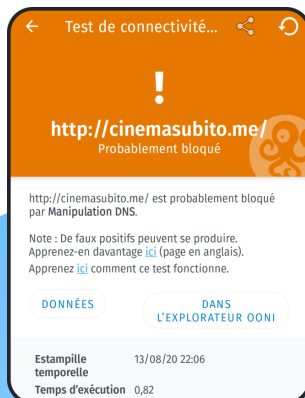 Test de connectivité...
!
http://cinemasubito.me/
Probablement bloqué
http://cinemasubito.me/ est probablement bloqué
par Manipulation DNS.
Note : De faux positifs peuvent se produire.
Apprenez-en davantage ici (page en anglais).
Apprenez ici comment ce test fonctionne.
DONNÉES
DANS
L'EXPLORATEUR OONI
Estampille 13/08/20 22:06
temporelle
Temps d'exécution 0,82